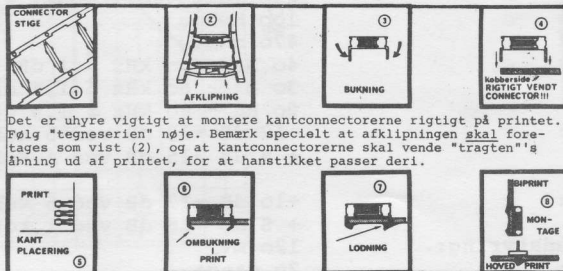 CONNECTOR
STIGE
1
2
AFKLIPNING
3
BUKNING
4
kobberside
RIGTIGT VENDT
CONNECTOR!!!
Det er uhyre vigtigt at montere kantconnectorerne rigtigt på printet.
Følg "tegneserien" nøje. Bemærk specielt at afklipningen skal fore-
tages som vist (2), og at kantconnectorerne skal vende "tragten"'s
åhning ud af printet, for at hanstikket passer deri.
PRINT
KANT
PLACERING
5
6
OMBUKNING
I
PRINT
7
LODNING
BIPRINT
8
MON-
TAGE
HOVED PRINT